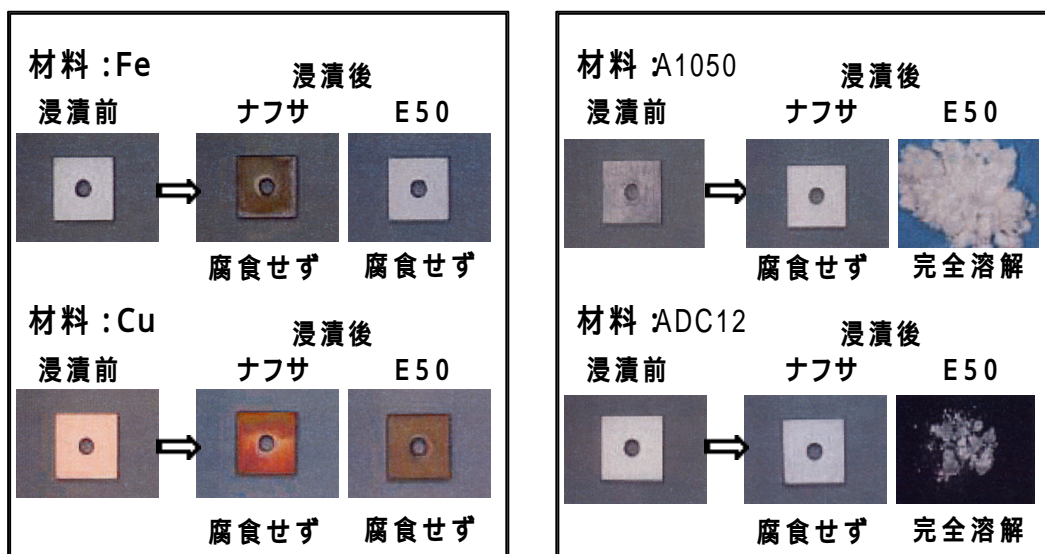 材料:Fe
浸漬後
浸漬前 ナフサ E50
腐食せず 腐食せず
材料:Cu
浸漬後
浸漬前 ナフサ E50
腐食せず 腐食せず
材料:A1050
浸漬後
浸漬前 ナフサ E50
腐食せず 完全溶解
材料:ADC12
浸漬後
浸漬前 ナフサ E50
腐食せず 完全溶解